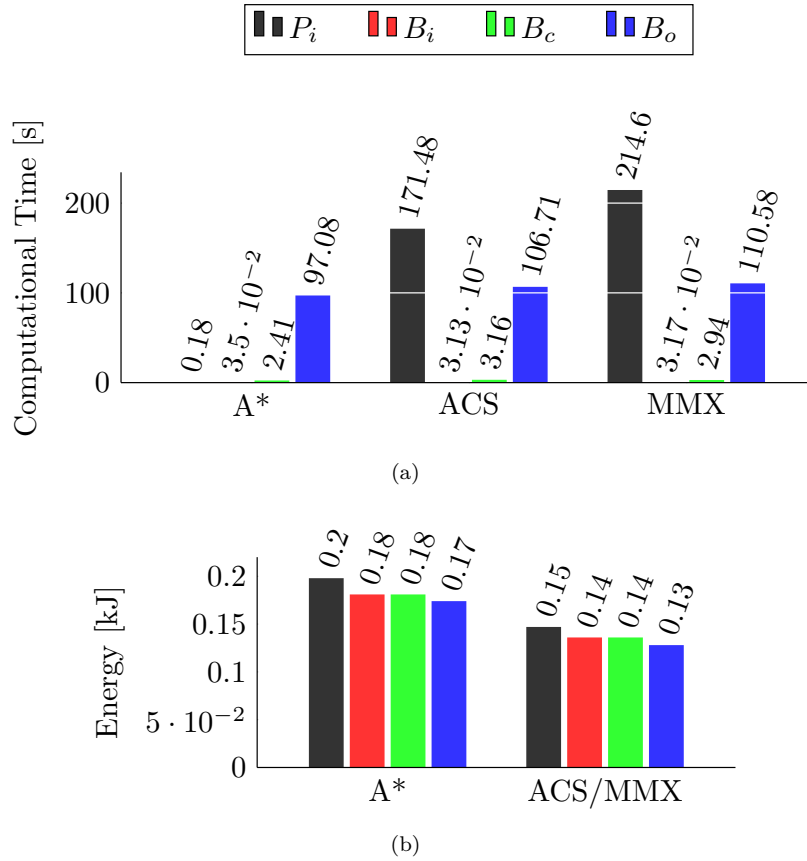 P_i B_i B_c B_o
Computational Time [s]
200
100
0
0.18
3.5 · 10^−2
2.41
97.08
171.48
3.13 · 10^−2
3.16
106.71
214.6
3.17 · 10^−2
2.94
110.58
A* ACS MMX
(a)
Energy [kJ]
0.2
0.15
0.1
5 · 10^−2
0
0.2
0.18
0.18
0.17
0.15
0.14
0.14
0.13
A* ACS/MMX
(b)